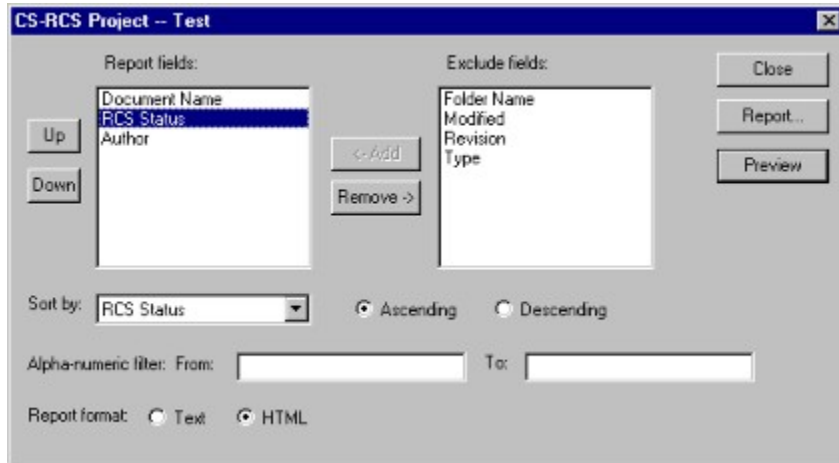 CS-RCS Project -- Test
Report fields:
Exclude fields:
Close
Document Name
RCS Status
Author
Folder Name
Modified
Revision
Type
Report...
Up
<- Add
Preview
Down
Remove ->
Sort by: RCS Status Ascending Descending
Alpha-numeric filter: From: To:
Report format: Text HTML